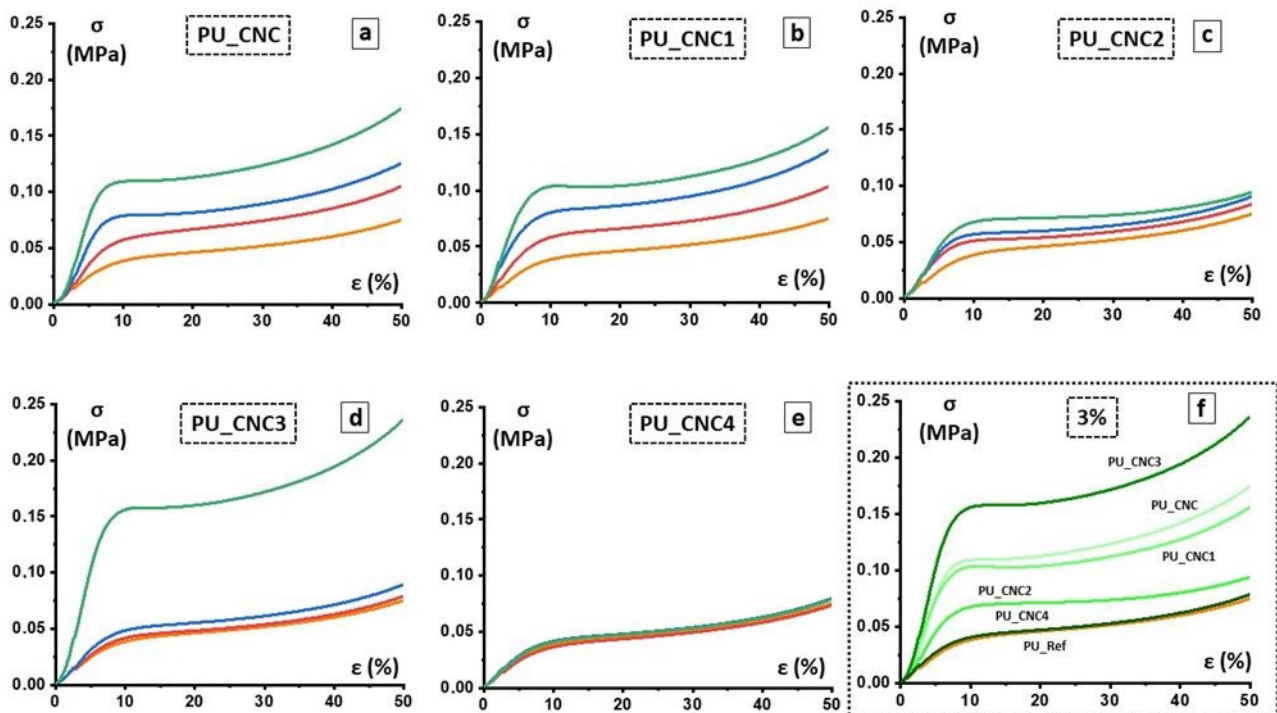 σ
(MPa)
PU_CNC
a
0.25
0.20
0.15
0.10
0.05
0.00
ε (%)
0 10 20 30 40 50
σ
(MPa)
PU_CNC1
b
0.25
0.20
0.15
0.10
0.05
0.00
ε (%)
0 10 20 30 40 50
σ
(MPa)
PU_CNC2
c
0.25
0.20
0.15
0.10
0.05
0.00
ε (%)
0 10 20 30 40 50
σ
(MPa)
PU_CNC3
d
0.25
0.20
0.15
0.10
0.05
0.00
ε (%)
0 10 20 30 40 50
σ
(MPa)
PU_CNC4
e
0.25
0.20
0.15
0.10
0.05
0.00
ε (%)
0 10 20 30 40 50
σ
(MPa)
3%
f
0.25
0.20
0.15
0.10
0.05
0.00
PU_CNC3
PU_CNC
PU_CNC1
PU_CNC2
PU_CNC4
PU_Ref
ε (%)
0 10 20 30 40 50